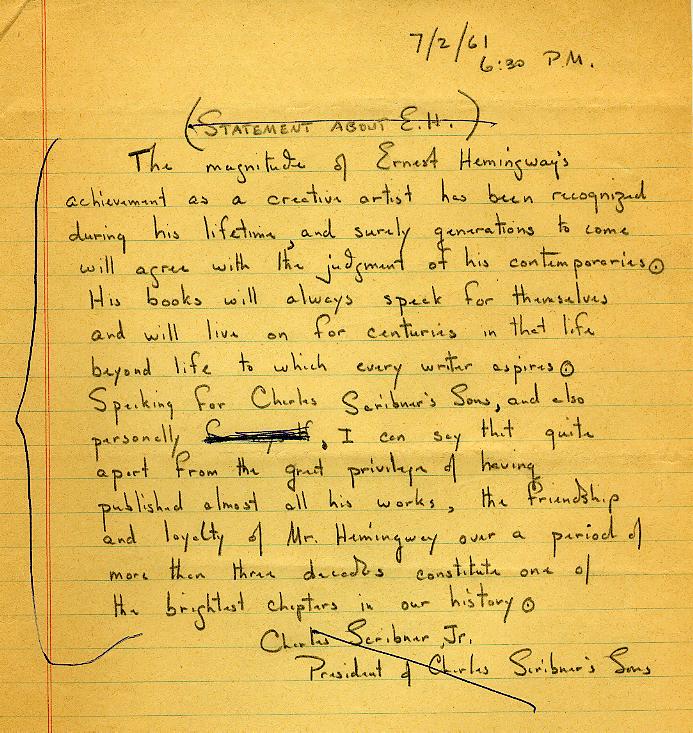 7/2/61
6:30 P.M.
(STATEMENT ABOUT E.H.)
The magnitude of Ernest Hemingway's
achievement as a creative artist has been recognized
during his lifetime, and surely generations to come
will agree with the judgment of his contemporaries.
His books will always speak for themselves
and will live on for centuries in that life
beyond life to which every writer aspires.
Speaking for Charles Scribner's Sons, and also
personally, I can say that quite
apart from the great privilege of having
published almost all his works, the friendship
and loyalty of Mr. Hemingway over a period of
more than three decades constitute one of
the brightest chapters in our history.
Charles Scribner, Jr.
President of Charles Scribner's Sons